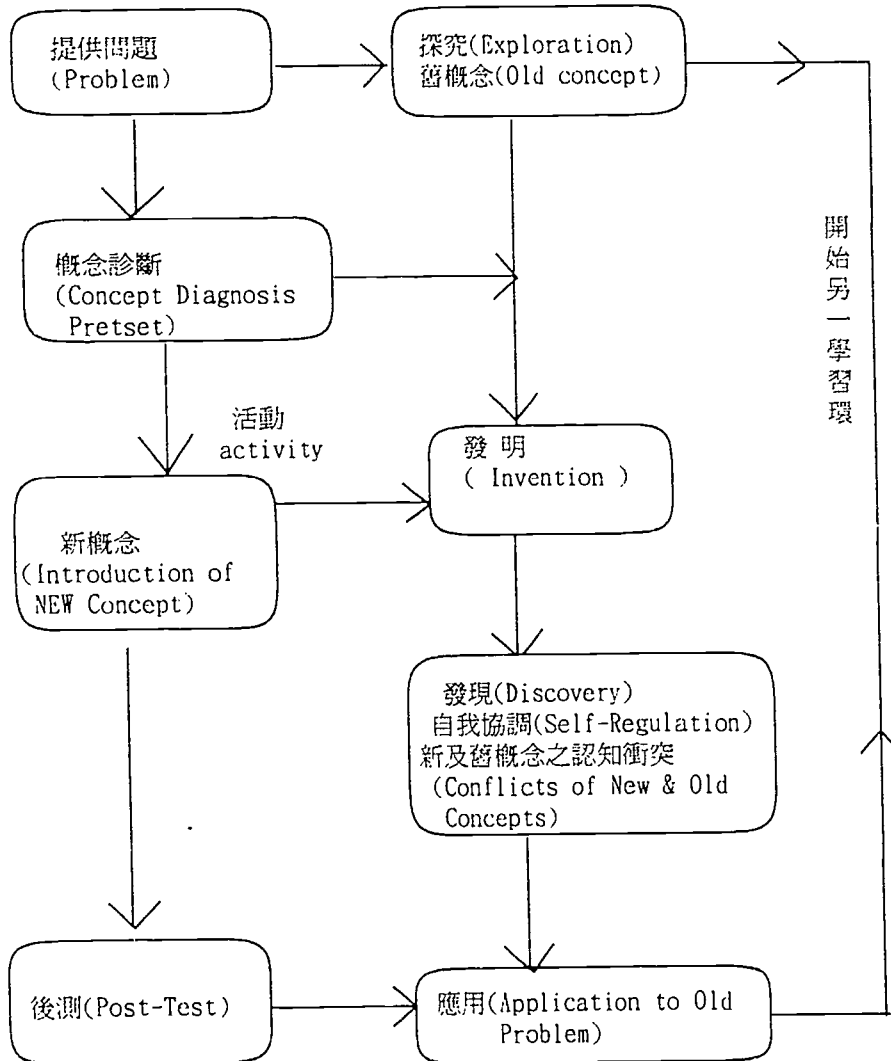 提供問題
(Problem)
探究(Exploration)
舊概念(Old concept)
概念診斷
(Concept Diagnosis
Pretset)
開始另一學習環
活動
activity
發 明
( Invention )
新概念
(Introduction of
NEW Concept)
發現(Discovery)
自我協調(Self-Regulation)
新及舊概念之認知衝突
(Conflicts of New & Old
Concepts)
後測(Post-Test)
應用(Application to Old
Problem)